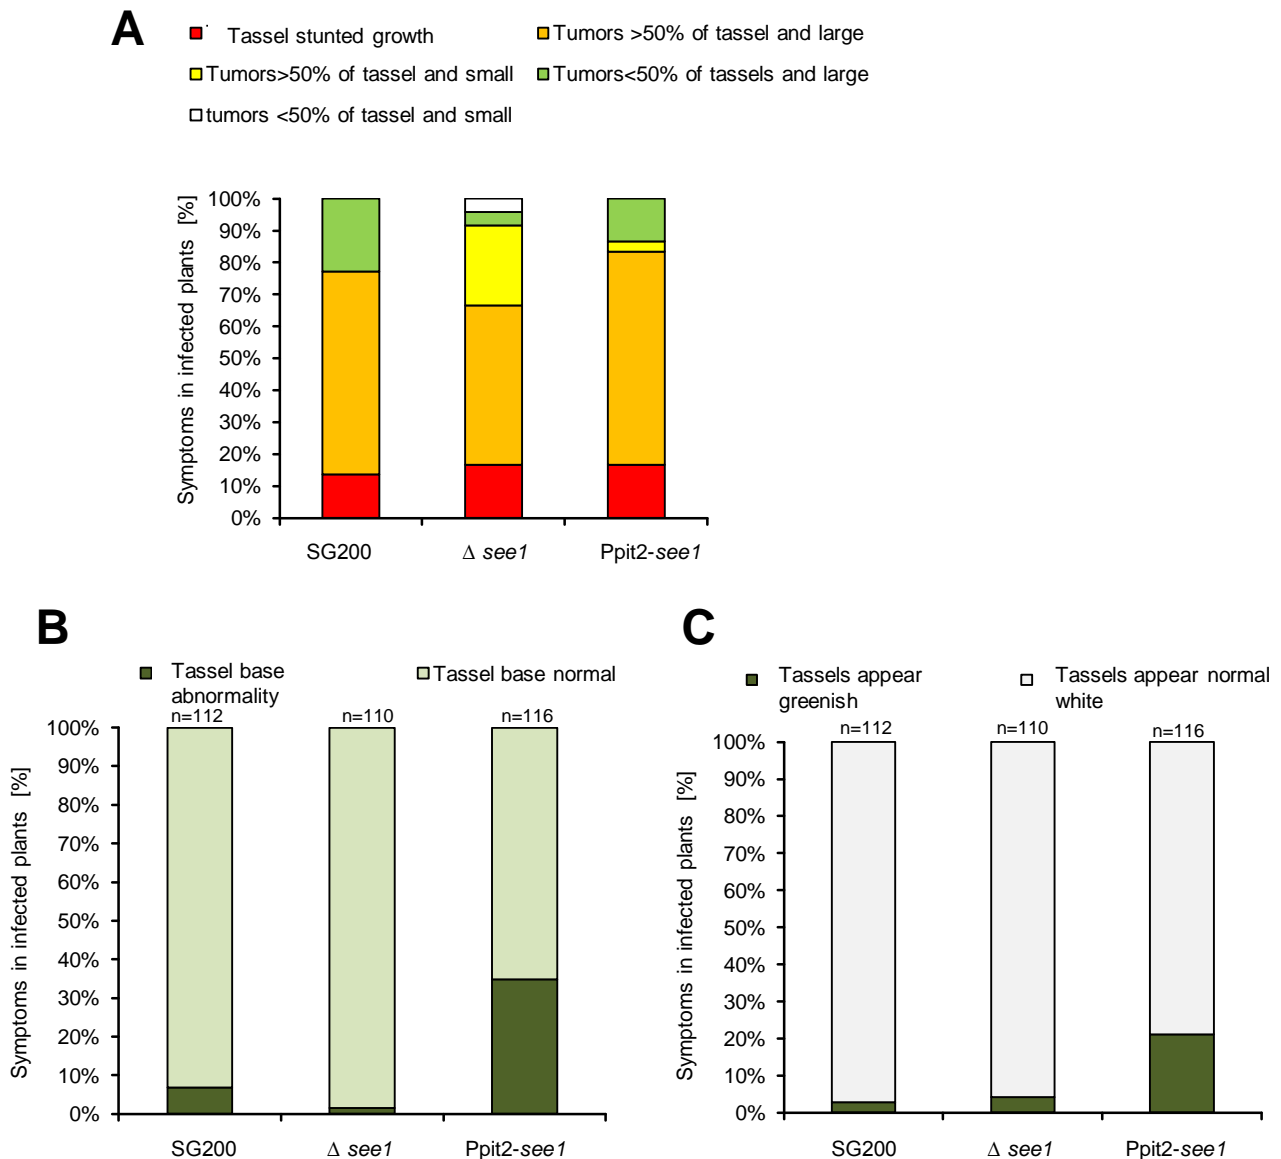 A
Tassel stunted growth
Tumors >50% of tassel and large
Tumors>50% of tassel and small
Tumors<50% of tassels and large
tumors <50% of tassel and small
Symptoms in infected plants [%]
100%
90%
80%
70%
60%
50%
40%
30%
20%
10%
0%
SG200
Δ see1
Ppit2-see1
B
Tassel base
abnormality
Tassel base normal
n=112
n=110
n=116
Symptoms in infected plants [%]
100%
90%
80%
70%
60%
50%
40%
30%
20%
10%
0%
SG200
Δ see1
Ppit2-see1
C
Tassels appear
greenish
Tassels appear normal
white
n=112
n=110
n=116
Symptoms in infected plants [%]
100%
90%
80%
70%
60%
50%
40%
30%
20%
10%
0%
SG200
Δ see1
Ppit2-see1